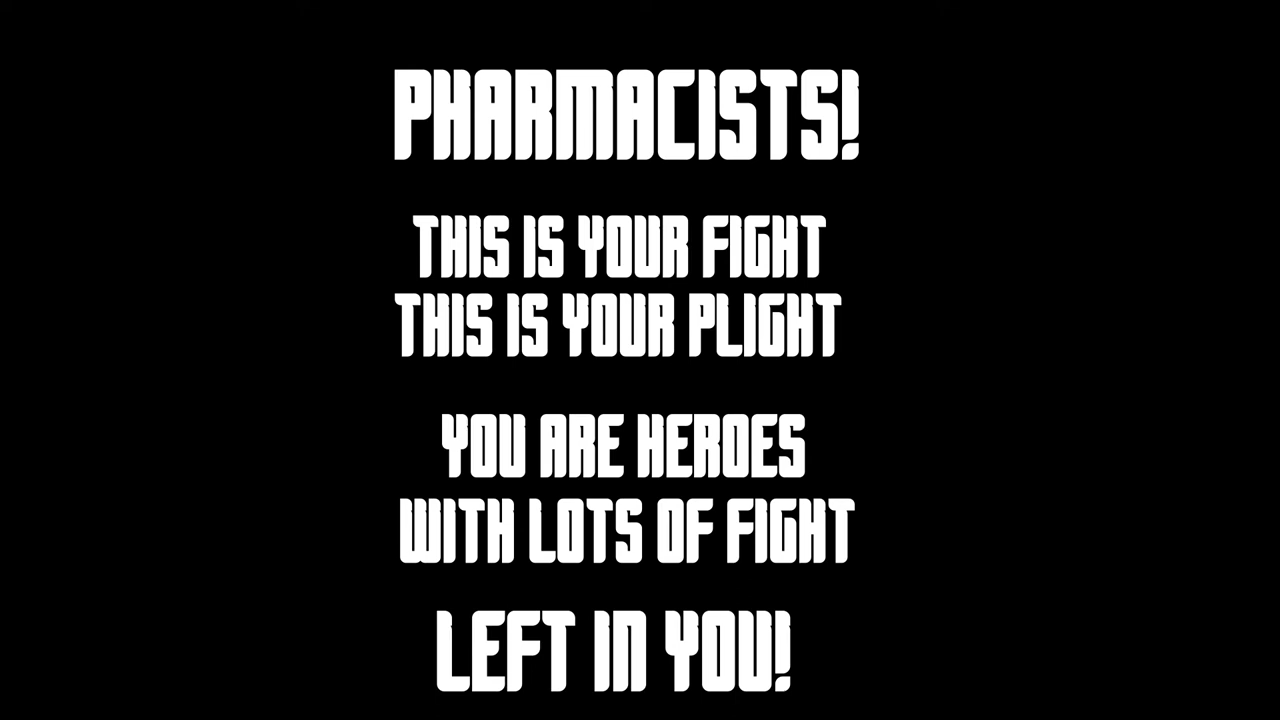 PHARMACISTS!
THIS IS YOUR FIGHT
THIS IS YOUR PLIGHT
YOU ARE HEROES
WITH LOTS OF FIGHT
LEFT IN YOU!